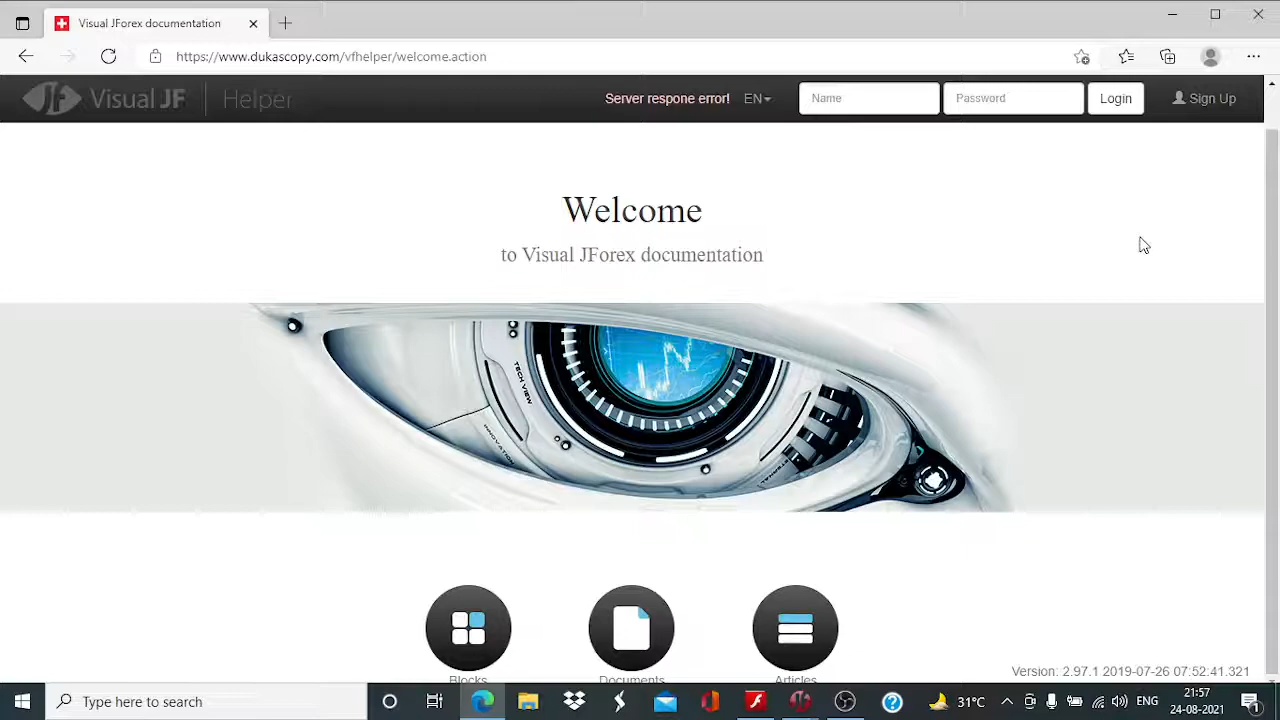 Visual JForex documentation
https://www.dukascopy.com/vfhelper/welcome.action
Visual JF Helper
Server respone error!
EN
Name
Password
Login
Sign Up
Welcome
to Visual JForex documentation
TECH VIEW
INNOVATION
Blocks
Documents
Articles
Version: 2.97.1 2019-07-26 07:52:41.321
Type here to search
31°C
ENG
21:57
24-08-2021
1